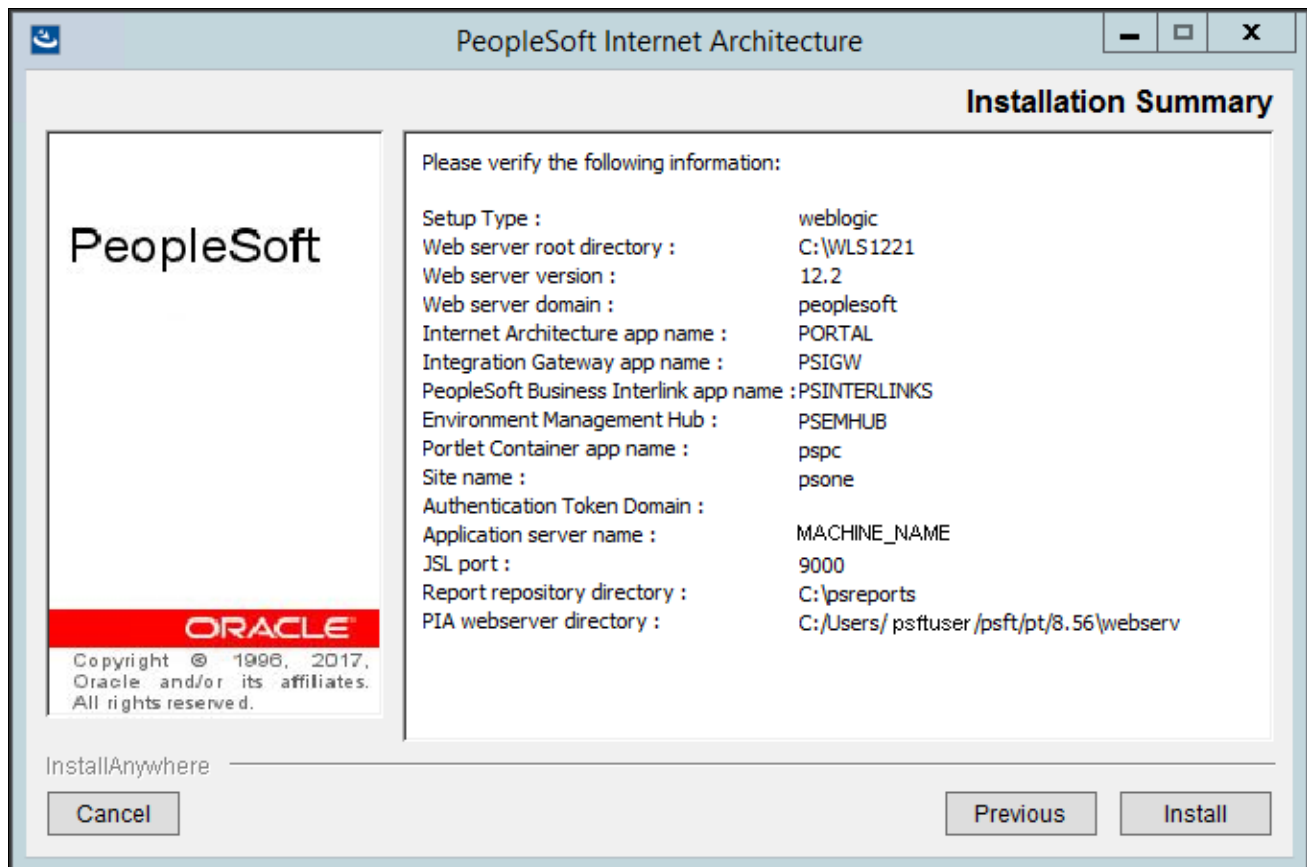 PeopleSoft Internet Architecture
Installation Summary
PeopleSoft
ORACLE
Copyright © 1996, 2017,
Oracle and/or its affiliates.
All rights reserved.
Please verify the following information:
Setup Type : weblogic
Web server root directory : C:\WLS1221
Web server version : 12.2
Web server domain : peoplesoft
Internet Architecture app name : PORTAL
Integration Gateway app name : PSIGW
PeopleSoft Business Interlink app name :PSINTERLINKS
Environment Management Hub : PSEMHUB
Portlet Container app name : pspc
Site name : psone
Authentication Token Domain :
Application server name : MACHINE_NAME
JSL port : 9000
Report repository directory : C:\psreports
PIA webserver directory : C:/Users/ psftuser/psft/pt/8.56\webserv
InstallAnywhere
Cancel Previous Install